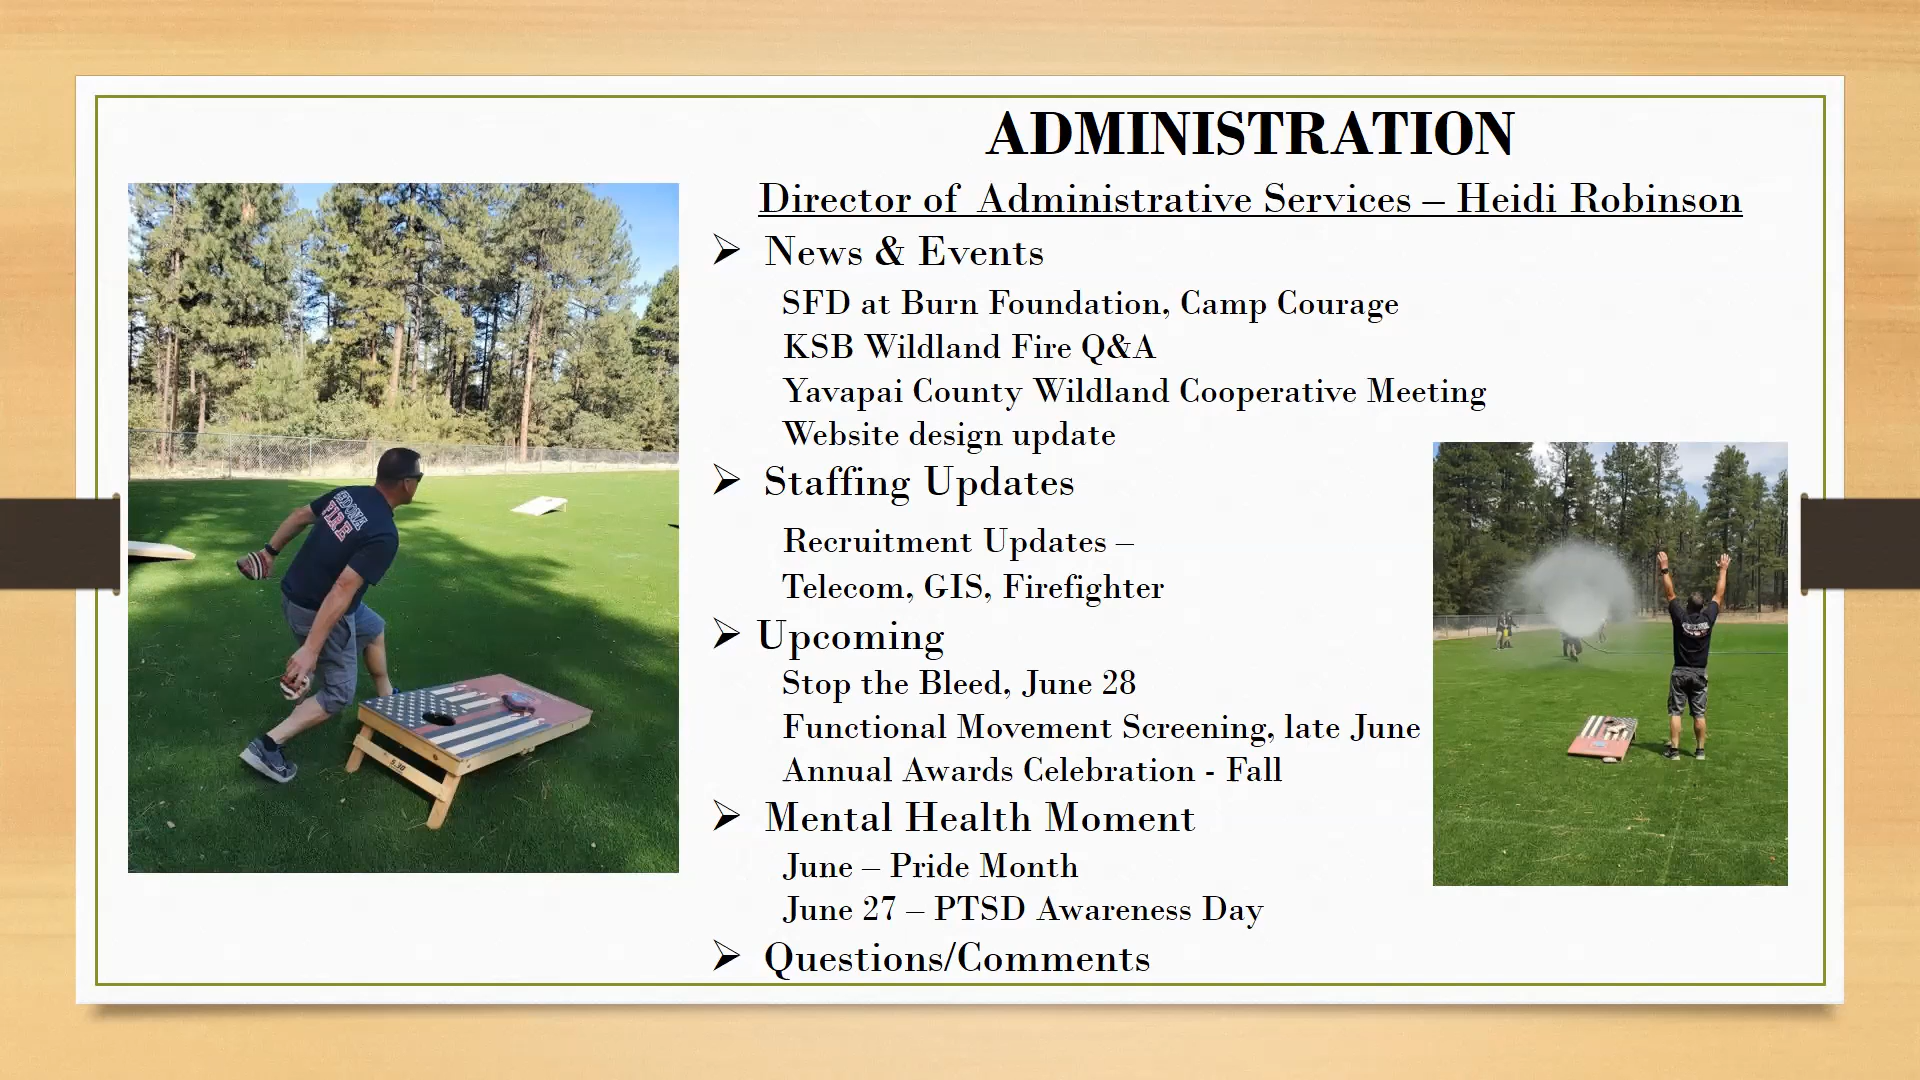 ADMINISTRATION
Director of Administrative Services – Heidi Robinson
➢ News & Events
SFD at Burn Foundation, Camp Courage
KSB Wildland Fire Q&A
Yavapai County Wildland Cooperative Meeting
Website design update
➢ Staffing Updates
Recruitment Updates –
Telecom, GIS, Firefighter
➢ Upcoming
Stop the Bleed, June 28
Functional Movement Screening, late June
Annual Awards Celebration - Fall
➢ Mental Health Moment
June – Pride Month
June 27 – PTSD Awareness Day
➢ Questions/Comments
FIRE